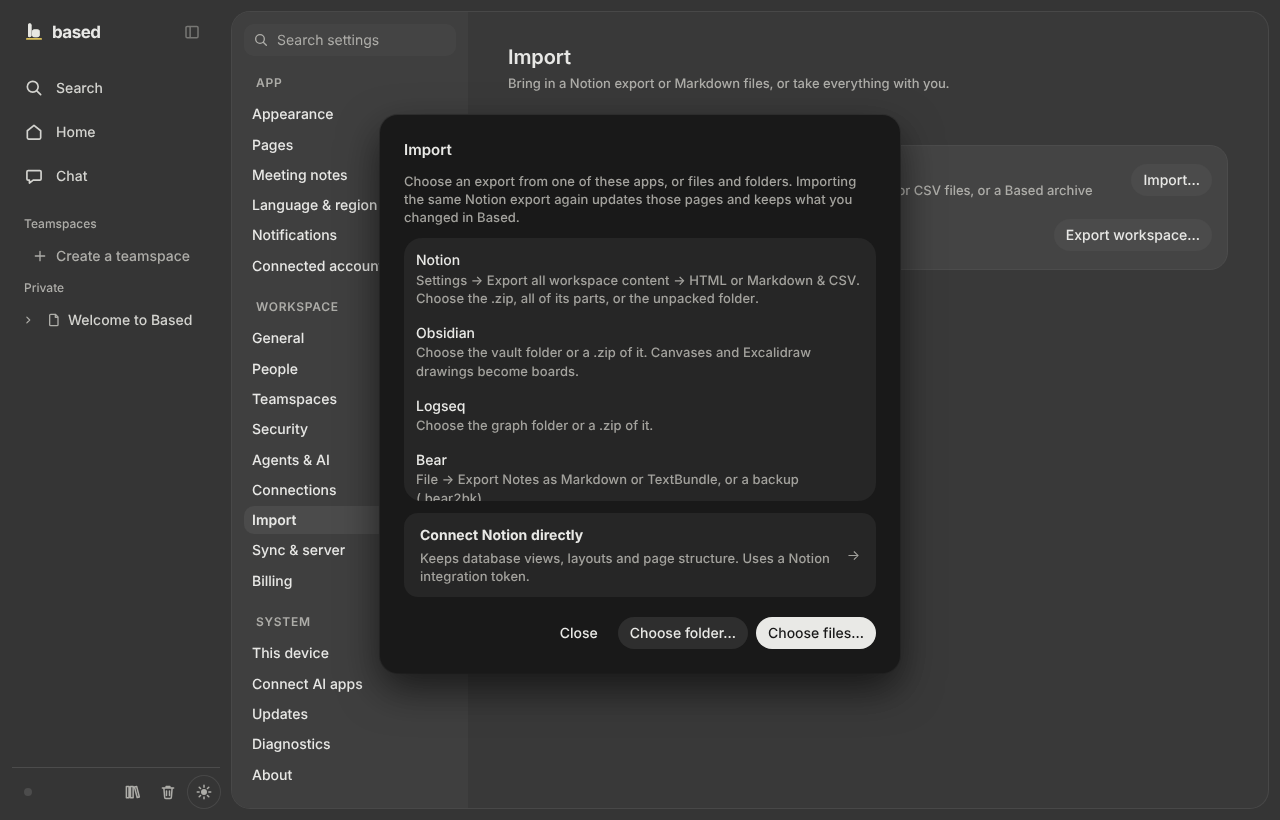 based
Search
Home
Chat
Teamspaces
Create a teamspace
Private
Welcome to Based
Search settings
APP
Appearance
Pages
Meeting notes
Language & region
Notifications
Connected accoun
WORKSPACE
General
People
Teamspaces
Security
Agents & AI
Connections
Import
Sync & server
Billing
SYSTEM
This device
Connect AI apps
Updates
Diagnostics
About
Import
Bring in a Notion export or Markdown files, or take everything with you.
or CSV files, or a Based archive
Import...
Export workspace...
Import
Choose an export from one of these apps, or files and folders. Importing
the same Notion export again updates those pages and keeps what you
changed in Based.
Notion
Settings → Export all workspace content → HTML or Markdown & CSV.
Choose the .zip, all of its parts, or the unpacked folder.
Obsidian
Choose the vault folder or a .zip of it. Canvases and Excalidraw
drawings become boards.
Logseq
Choose the graph folder or a .zip of it.
Bear
File → Export Notes as Markdown or TextBundle, or a backup
(.bear2bk)
Connect Notion directly
Keeps database views, layouts and page structure. Uses a Notion
integration token.
Close
Choose folder...
Choose files...